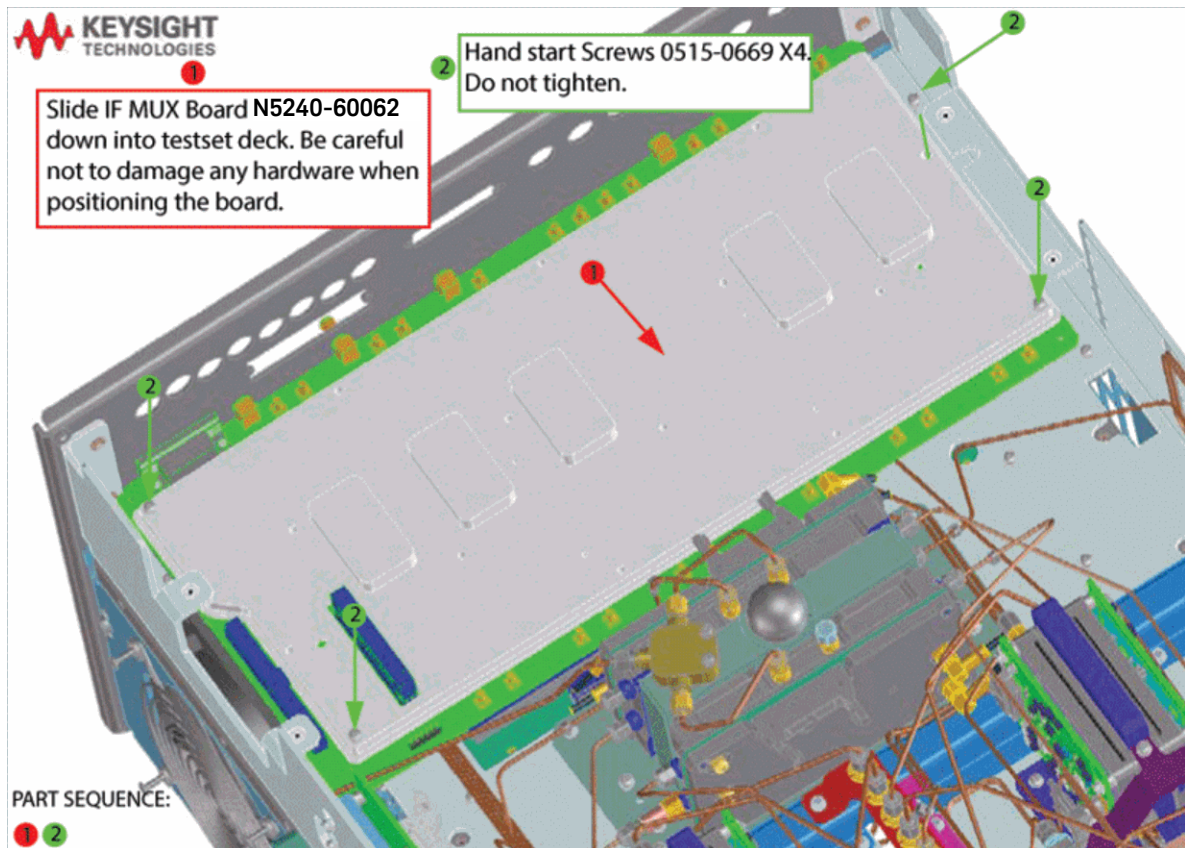 KEYSIGHT
TECHNOLOGIES
1
Slide IF MUX Board N5240-60062
down into testset deck. Be careful
not to damage any hardware when
positioning the board.
2
Hand start Screws 0515-0669 X4.
Do not tighten.
2
2
1
2
2
PART SEQUENCE:
1 2